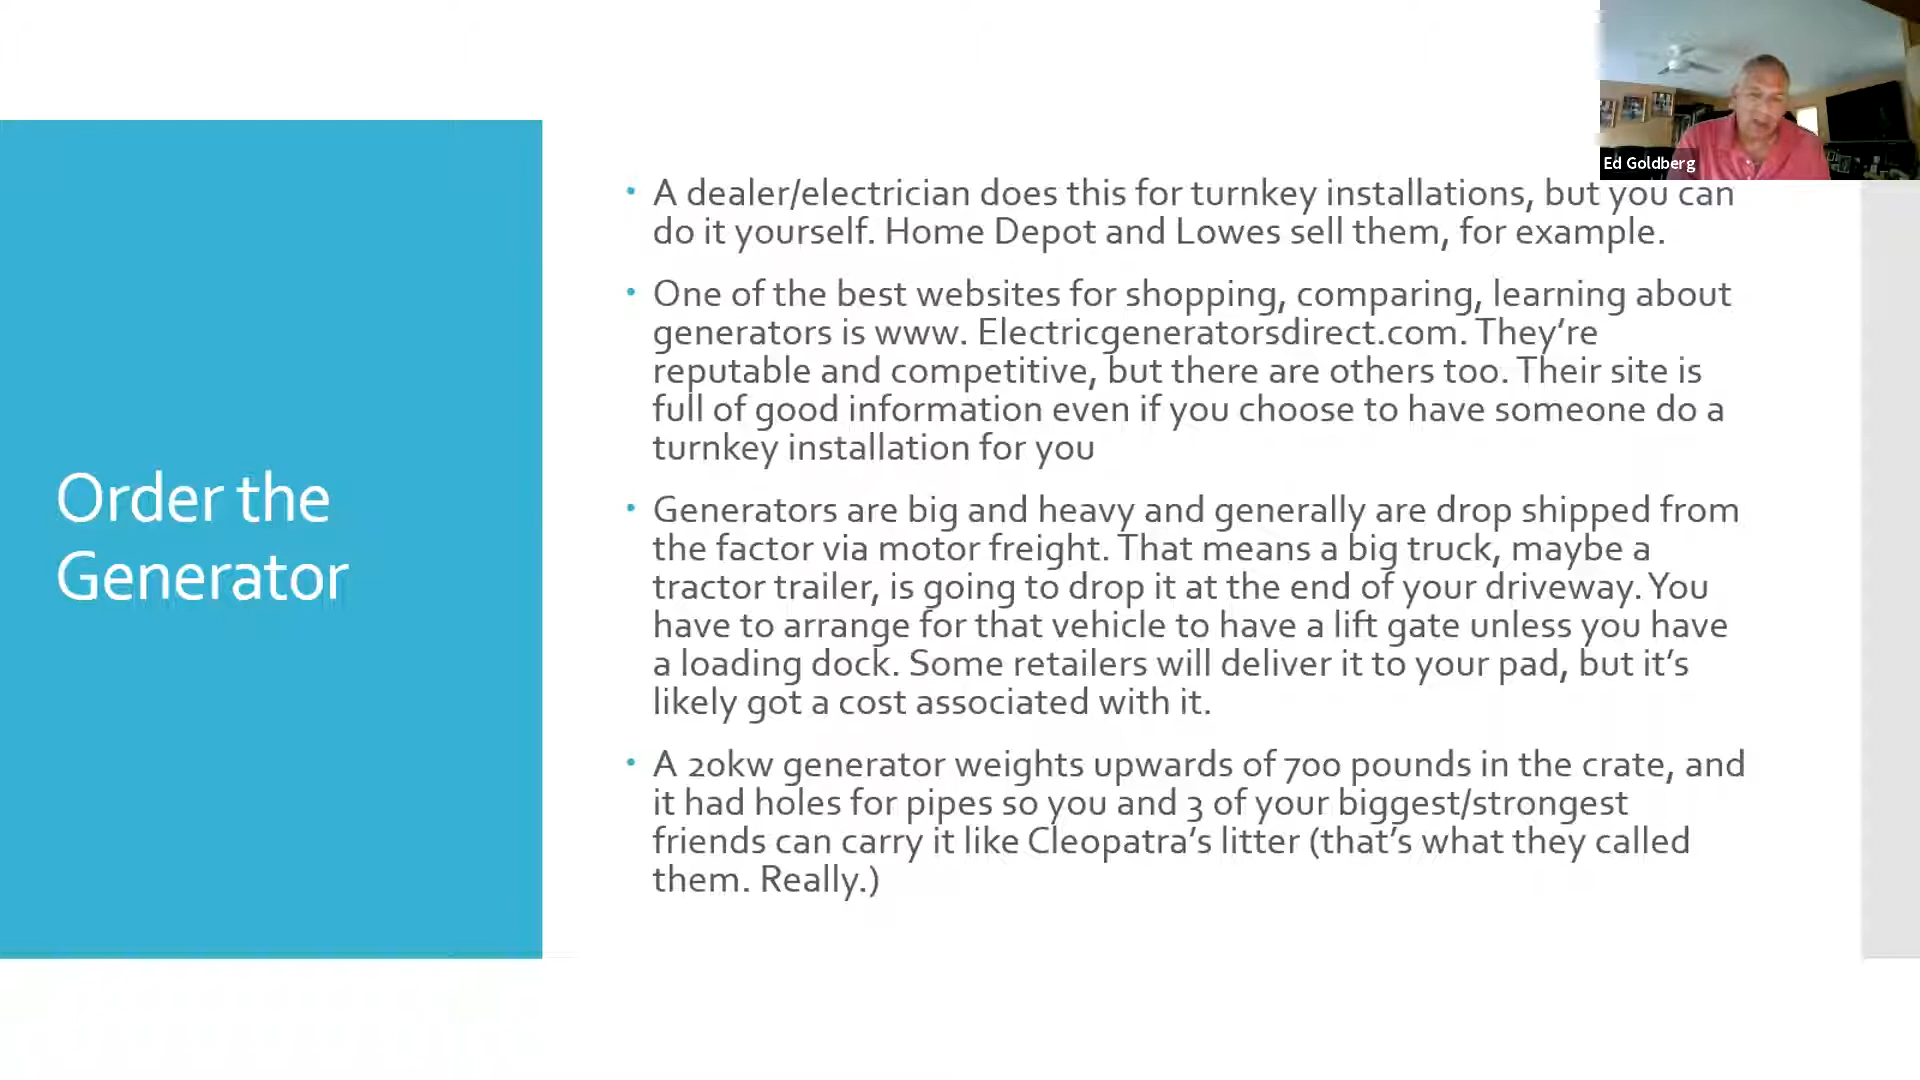 Ed Goldberg
Order the
Generator
A dealer/electrician does this for turnkey installations, but you can
do it yourself. Home Depot and Lowes sell them, for example.
One of the best websites for shopping, comparing, learning about
generators is www. Electricgeneratorsdirect.com. They’re
reputable and competitive, but there are others too. Their site is
full of good information even if you choose to have someone do a
turnkey installation for you
Generators are big and heavy and generally are drop shipped from
the factor via motor freight. That means a big truck, maybe a
tractor trailer, is going to drop it at the end of your driveway. You
have to arrange for that vehicle to have a lift gate unless you have
a loading dock. Some retailers will deliver it to your pad, but it’s
likely got a cost associated with it.
A 20kw generator weights upwards of 700 pounds in the crate, and
it had holes for pipes so you and 3 of your biggest/strongest
friends can carry it like Cleopatra’s litter (that’s what they called
them. Really.)